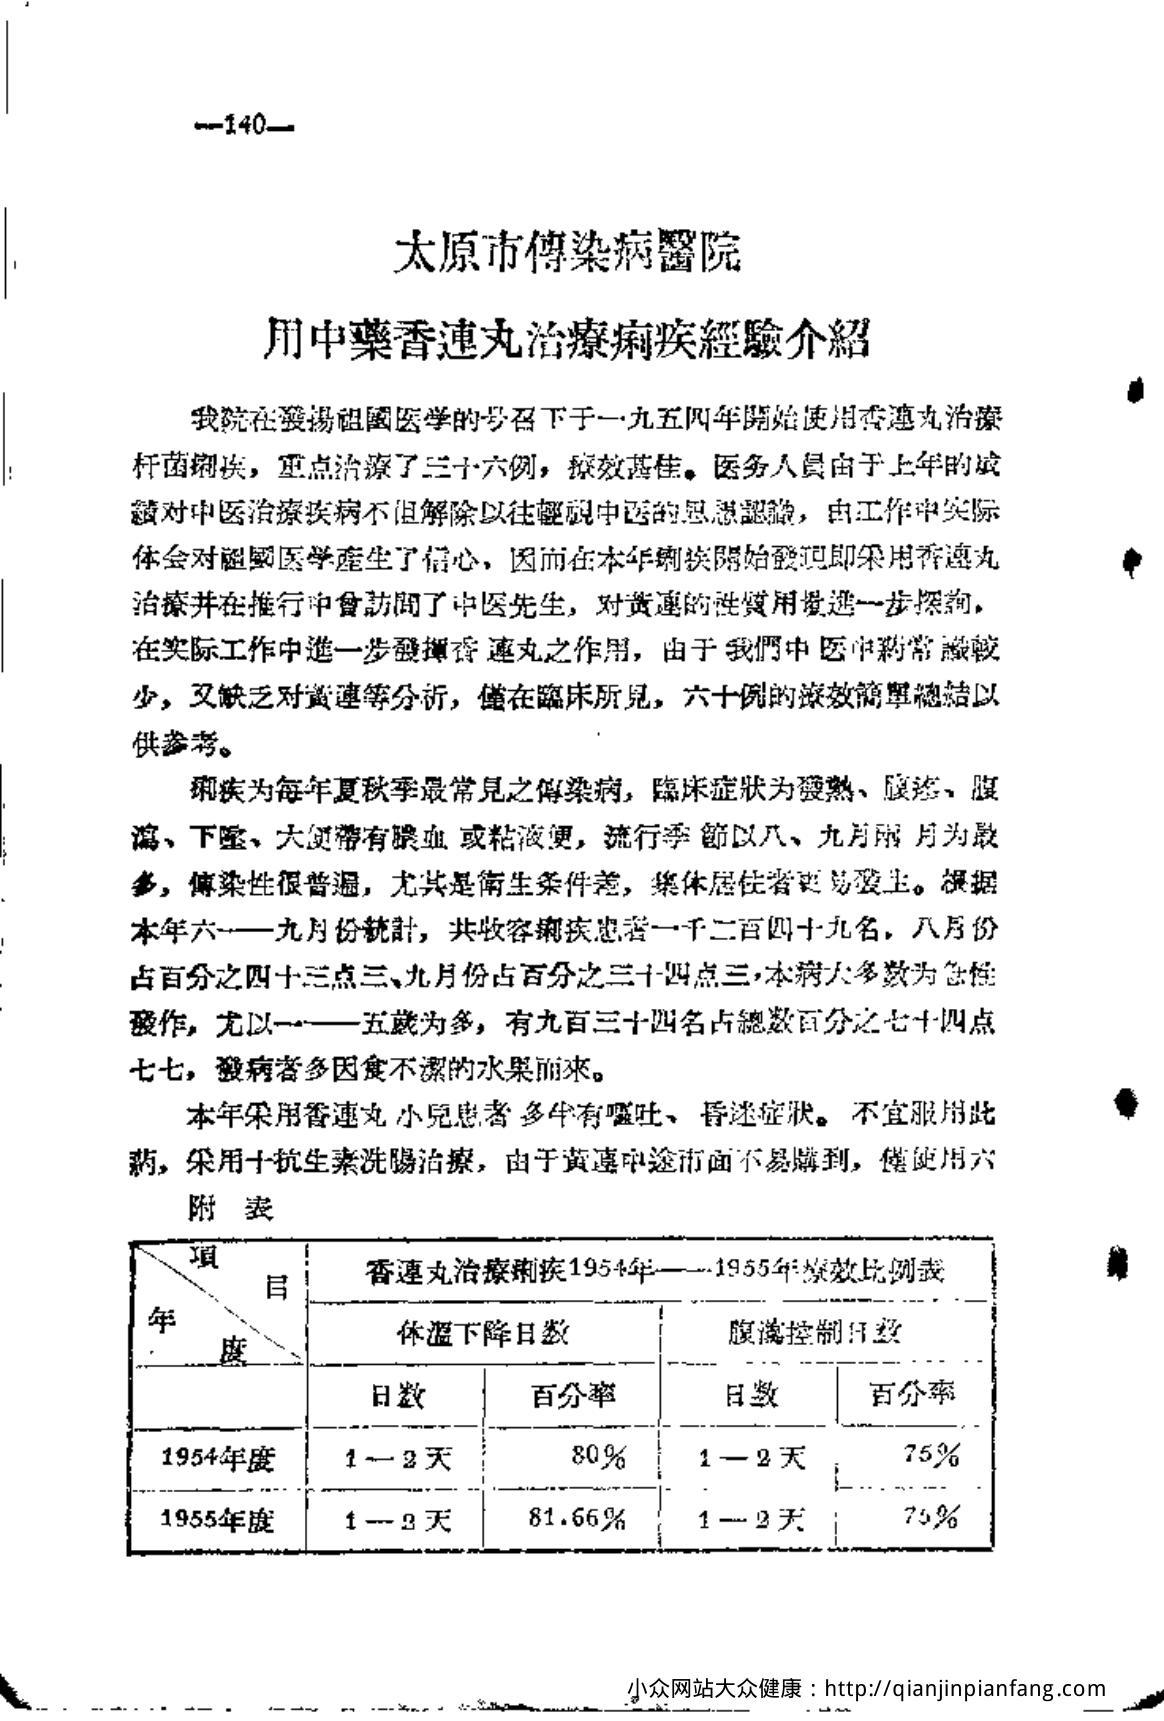 —140—
太原市傳染病醫院
用中藥香連丸治療痢疾經驗介紹
我院在發揚祖國医学的号召下于一九五四年開始使用香連丸治療
杆菌痢疾，重点治療了三十六例，療效甚佳。医务人員由于上年的成
績对中医治療疾病不但解除以往輕視中医的思想認識，由工作中実际
体会对祖國医学產生了信心，因而在本年痢疾開始發現即采用香連丸
治療并在推行中曾訪問了中医先生，对黃連的性質用量進一步探詢，
在実际工作中進一步發揮香連丸之作用，由于我們中医中葯常識較
少，又缺乏对黃連等分析，僅在臨床所見，六十例的療效簡單總結以
供参考。
痢疾为每年夏秋季最常見之傳染病，臨床症狀为發熱、腹疼、腹
瀉、下墜、大便帶有膿血或粘液便，流行季節以八、九月兩月为最
多，傳染性很普遍，尤其是衛生条件差，集体居住者更易發生。根据
本年六一——九月份統計，共收容痢疾患者一千二百四十九名，八月份
占百分之四十三点三、九月份占百分之三十四点三，本病大多数为急性
發作，尤以一·——五歲为多，有九百三十四名占總数百分之七十四点
七七，發病者多因食不潔的水果而來。
本年采用香連丸小兒患者多半有嘔吐、昏迷症狀。不宜服用此
葯，采用十抗生素洗腸治療，由于黃連中途市面不易購到，僅使用六
附　表
項目
年度
香連丸治療痢疾1954年——1955年療效比例表
体溫下降日数　腹瀉控制日数
日数　百分率　日数　百分率
1954年度　1—2天　80%　1—2天　75%
1955年度　1—2天　81.66%　1—2天　75%
小众网站大众健康：http://qianjinpianfang.com